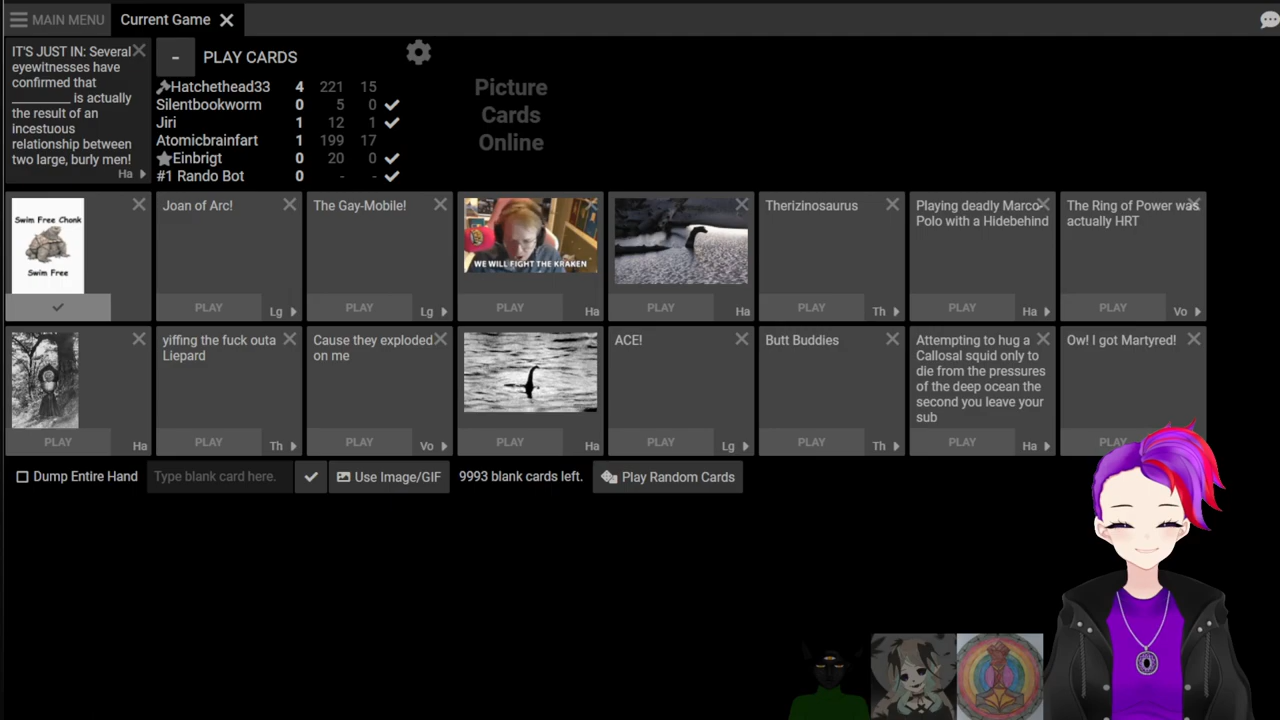 MAIN MENU
Current Game
IT'S JUST IN: Several
eyewitnesses have
confirmed that
__________ is actually
the result of an
incestuous
relationship between
two large, burly men!
Ha
-
PLAY CARDS
Hatchethead33 4 221 15
Silentbookworm 0 5 0
Jiri 1 12 1
Atomicbrainfart 1 199 17
Einbrigt 0 20 0
#1 Rando Bot 0 - -
Picture
Cards
Online
Swim Free Chonk
Swim Free
Joan of Arc!
PLAY
Lg
The Gay-Mobile!
PLAY
Lg
WE WILL FIGHT THE KRAKEN
PLAY
Ha
PLAY
Ha
Therizinosaurus
PLAY
Th
Playing deadly Marco-
Polo with a Hidebehind
PLAY
Ha
The Ring of Power was
actually HRT
PLAY
Vo
PLAY
Ha
yiffing the fuck outa
Liepard
PLAY
Th
Cause they exploded
on me
PLAY
Vo
PLAY
Ha
ACE!
PLAY
Lg
Butt Buddies
PLAY
Th
Attempting to hug a
Callosal squid only to
die from the pressures
of the deep ocean the
second you leave your
sub
PLAY
Ha
Ow! I got Martyred!
PLAY
Dump Entire Hand
Type blank card here.
Use Image/GIF
9993 blank cards left.
Play Random Cards